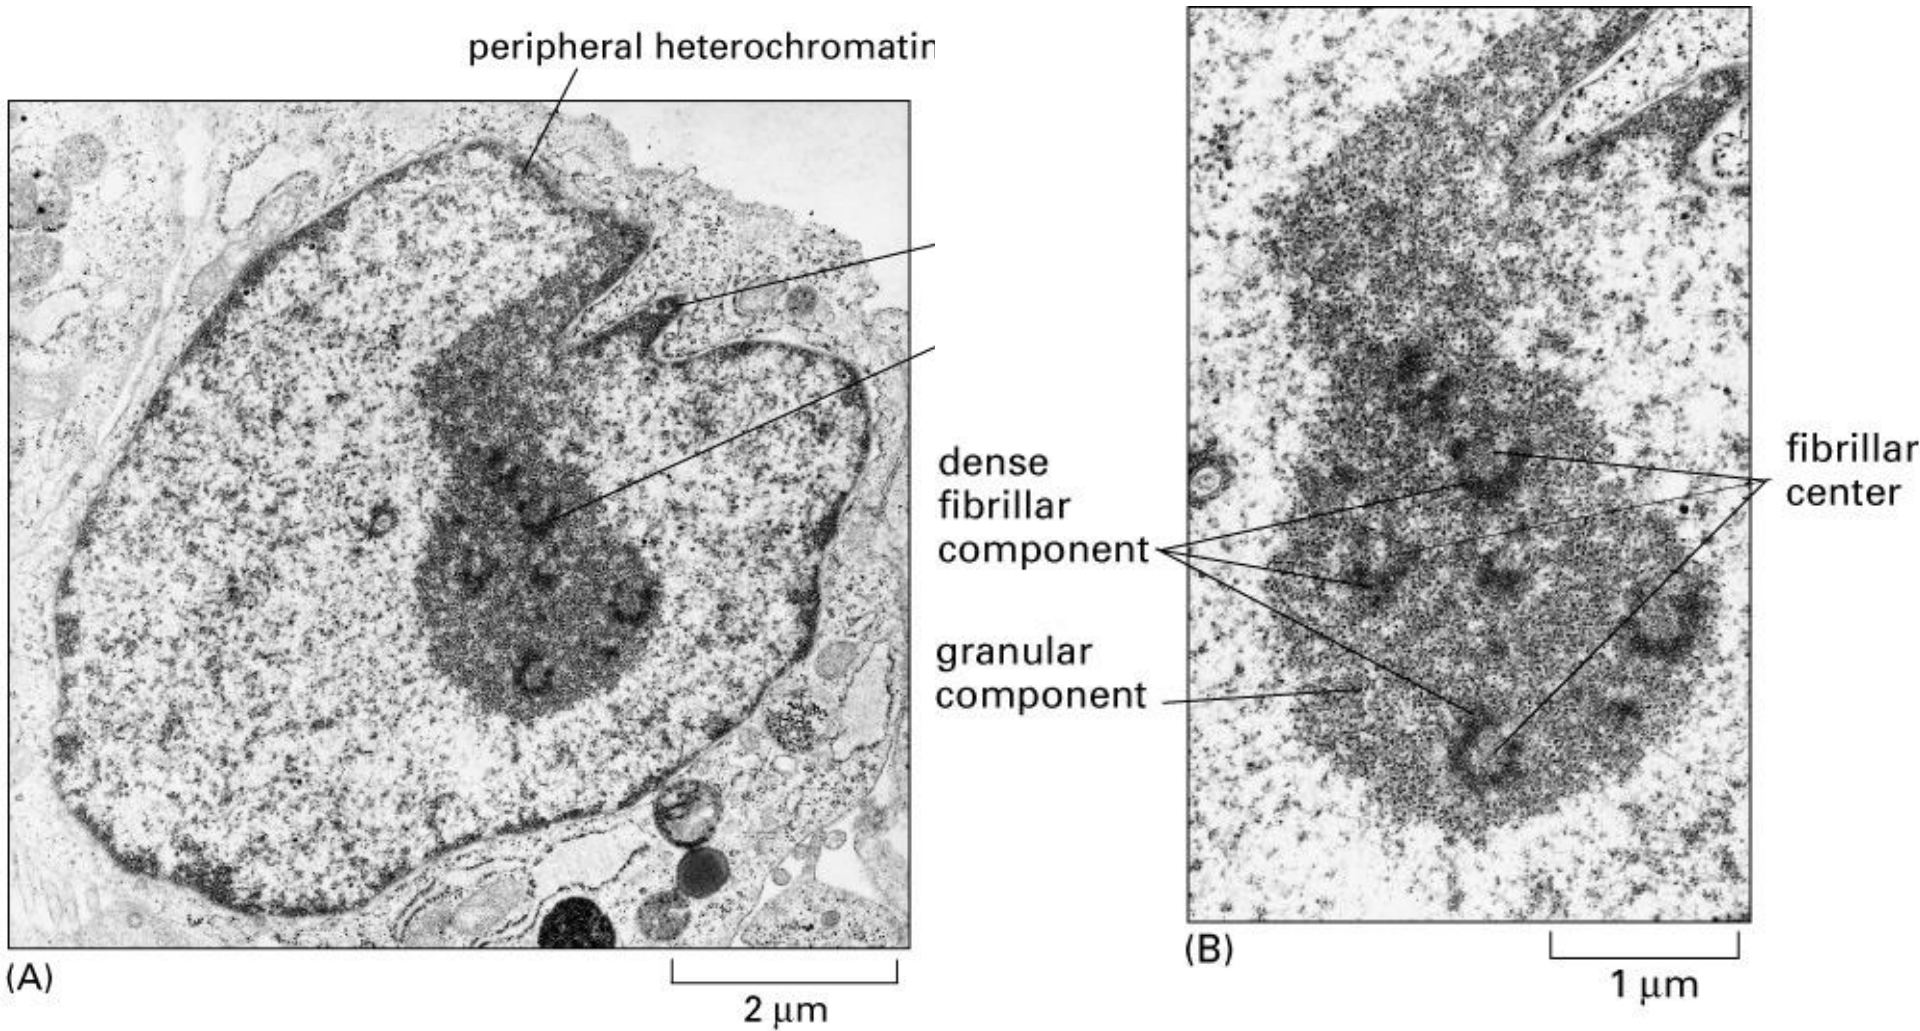 peripheral heterochromatin
dense
fibrillar
component
granular
component
fibrillar
center
(A)
2 μm
(B)
1 μm